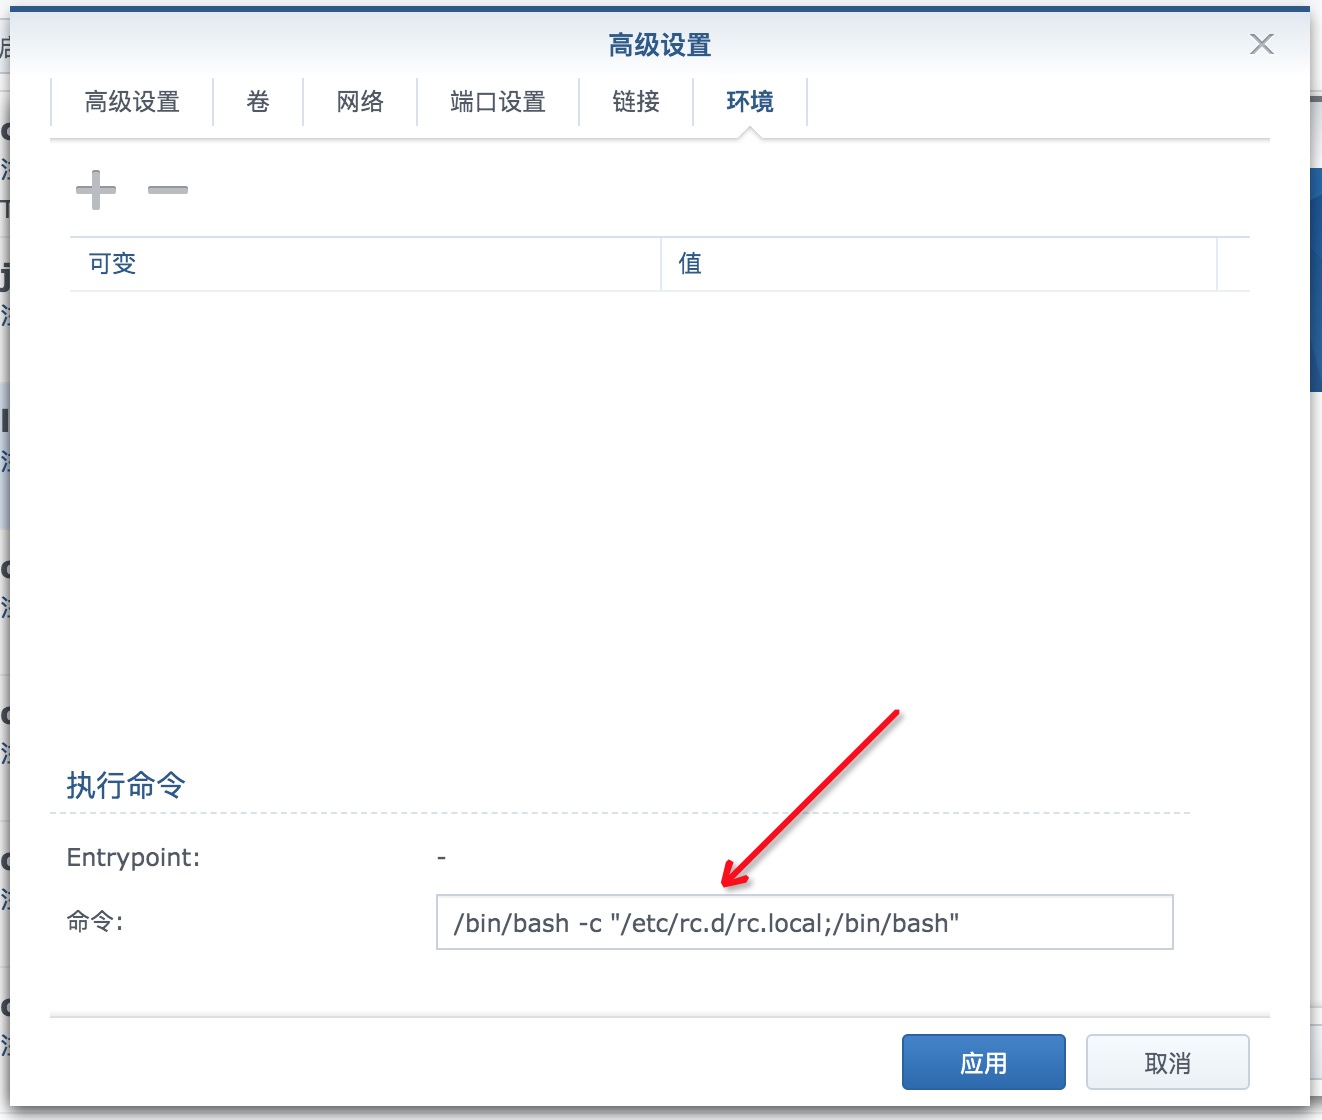 高级设置
高级设置 卷 网络 端口设置 链接 环境
可变 值
执行命令
Entrypoint: -
命令: /bin/bash -c "/etc/rc.d/rc.local;/bin/bash"
应用 取消